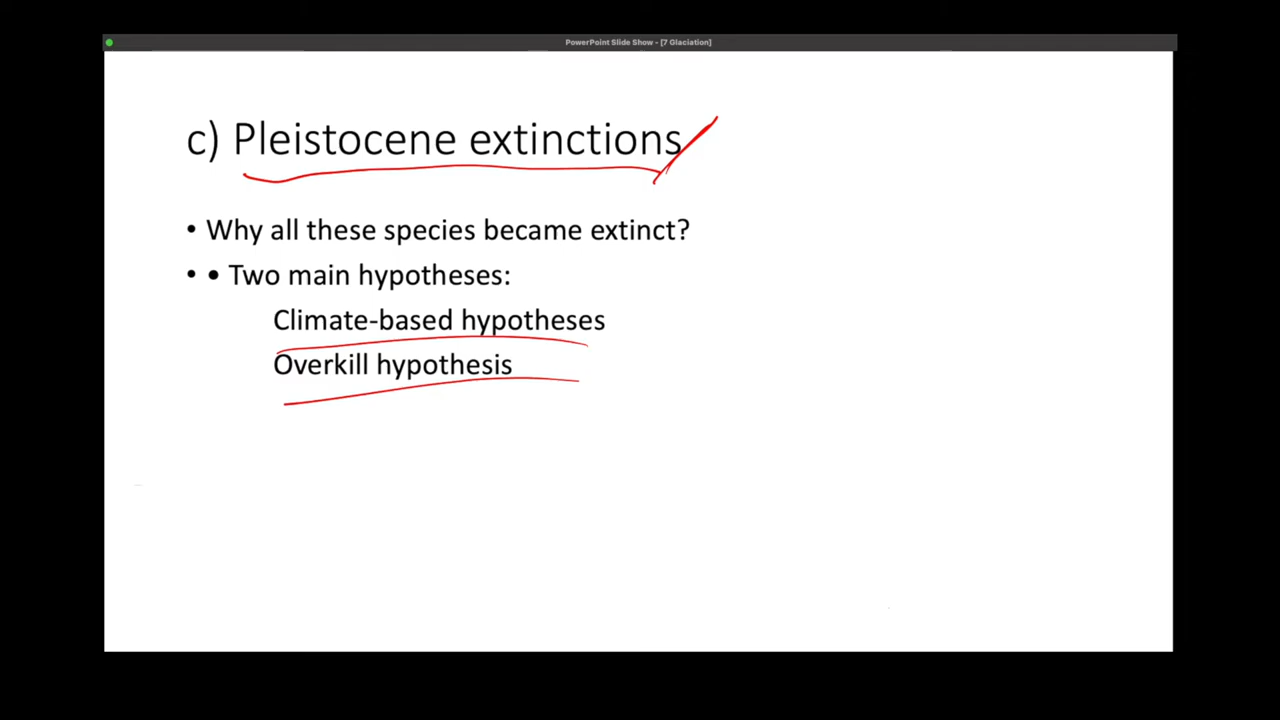 PowerPoint Slide Show - [7 Glaciation]
c) Pleistocene extinctions
• Why all these species became extinct?
• • Two main hypotheses:
Climate-based hypotheses
Overkill hypothesis